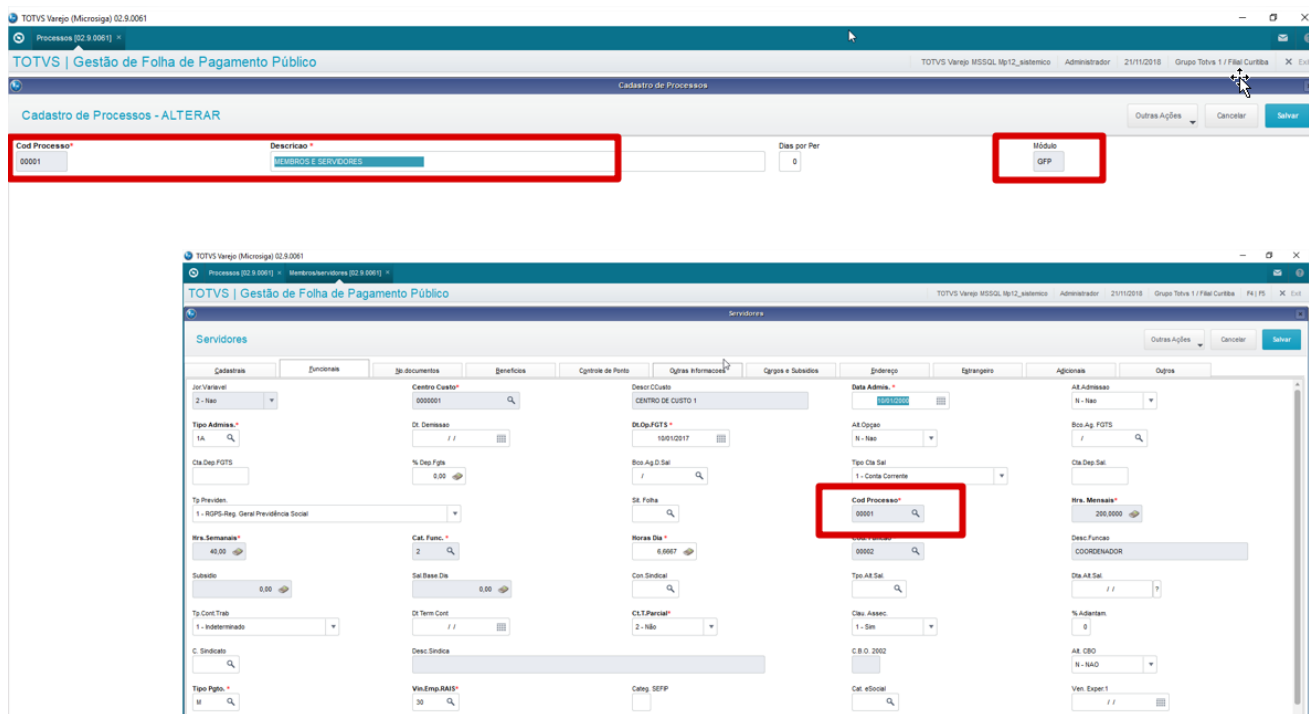 TOTVS Varejo (Microsiga) 02.9.0061
Processos [02.9.0061] ×
TOTVS | Gestão de Folha de Pagamento Público
TOTVS Varejo MSSQL Mp12_sistemico Administrador 21/11/2018 Grupo Totvs 1 / Filial Curitiba X Exit
Cadastro de Processos
Cadastro de Processos - ALTERAR
Outras Ações Cancelar Salvar
Cod Processo* Descricao * Dias por Per Módulo
00001 MEMBROS E SERVIDORES 0 GFP
TOTVS Varejo (Microsiga) 02.9.0061
Processos [02.9.0061] × Membros/servidores [02.9.0061] ×
TOTVS | Gestão de Folha de Pagamento Público
TOTVS Varejo MSSQL Mp12_sistemico Administrador 21/11/2018 Grupo Totvs 1 / Filial Curitiba F4 | F5 X Exit
Servidores
Servidores
Outras Ações Cancelar Salvar
Cadastrais Funcionais No.documentos Beneficios Controle de Ponto Outras Informacoes Cargos e Subsidios Endereço Estrangeiro Adicionais Outros
Jor.Variavel Centro Custo* Descr.CCusto Data Admis. * Alt.Admissao
2 - Nao 0000001 CENTRO DE CUSTO 1 10/01/2006 N - Nao
Tipo Admiss.* Dt. Demissao Dt.Op.FGTS * Alt.Opçao Bco.Ag. FGTS
1A / / 10/01/2017 N - Nao /
Cta.Dep.FGTS % Dep.Fgts Bco.Ag.D.Sal Tipo Cta Sal Cta.Dep.Sal.
0,00 / 1 - Conta Corrente
Tp Previden. Sit. Folha Cod Processo* Hrs. Mensais*
1 - RGPS-Reg. Geral Previdência Social 00001 200,0000
Hrs.Semanais* Cat. Func. * Horas Dia * Cod. Funcao Desc.Funcao
40,00 2 6,6667 00002 COORDENADOR
Subsidio Sal.Base.Dis Con.Sindical Tpo.Alt.Sal. Dta.Alt.Sal.
0,00 0,00 / / ?
Tp.Cont.Trab Dt Term Cont Ct.T.Parcial* Clau. Assec. % Adiantam.
1 - Indeterminado / / 2 - Não 1 - Sim 0
C. Sindicato Desc.Sindica C.B.O. 2002 Alt. CBO
N - NAO
Tipo Pgto. * Vin.Emp.RAIS* Categ. SEFIP Cat. eSocial Ven. Exper.1
M 30 / /